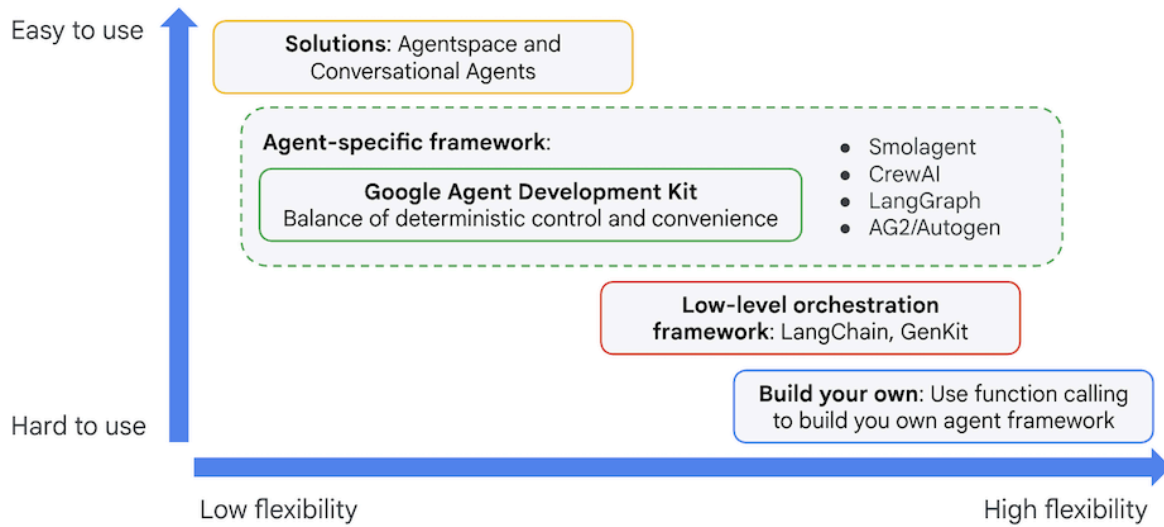 Easy to use
Solutions: Agentspace and
Conversational Agents
Agent-specific framework:
Google Agent Development Kit
Balance of deterministic control and convenience
● Smolagent
● CrewAI
● LangGraph
● AG2/Autogen
Low-level orchestration
framework: LangChain, GenKit
Build your own: Use function calling
to build you own agent framework
Hard to use
Low flexibility
High flexibility